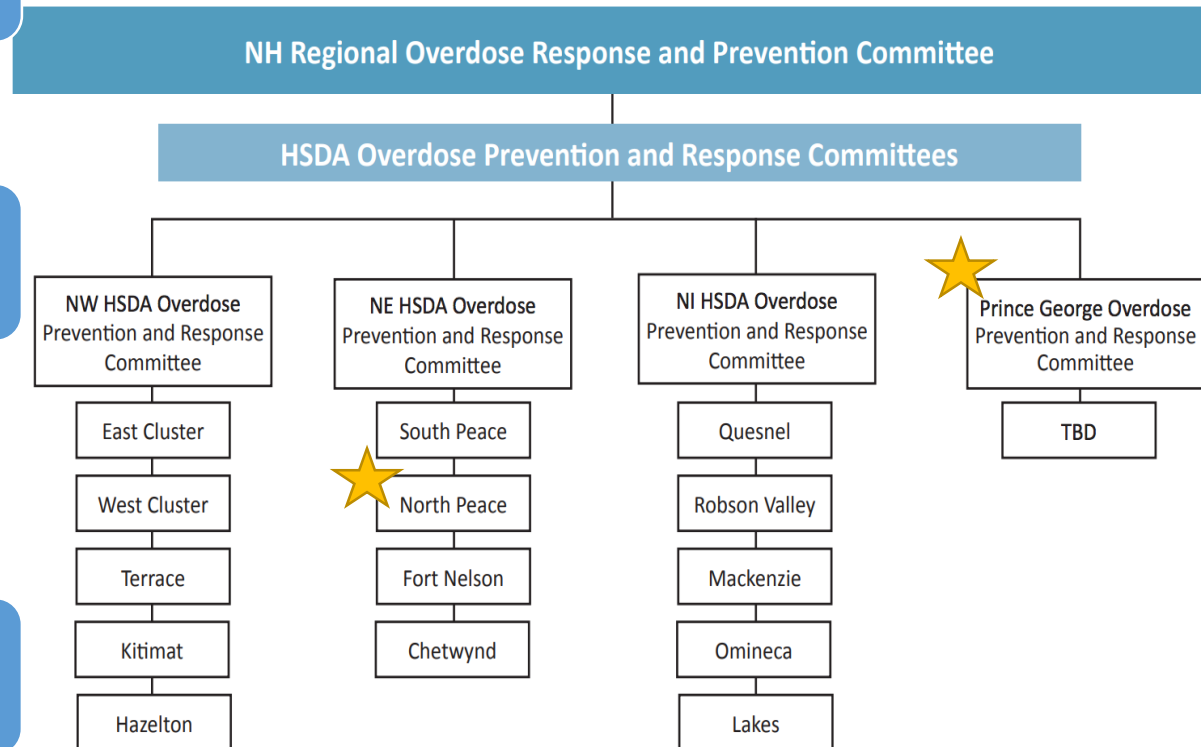 NH Regional Overdose Response and Prevention Committee
HSDA Overdose Prevention and Response Committees
NW HSDA Overdose
Prevention and Response
Committee
East Cluster
West Cluster
Terrace
Kitimat
Hazelton
NE HSDA Overdose
Prevention and Response
Committee
South Peace
North Peace
Fort Nelson
Chetwynd
NI HSDA Overdose
Prevention and Response
Committee
Quesnel
Robson Valley
Mackenzie
Omineca
Lakes
Prince George Overdose
Prevention and Response
Committee
TBD